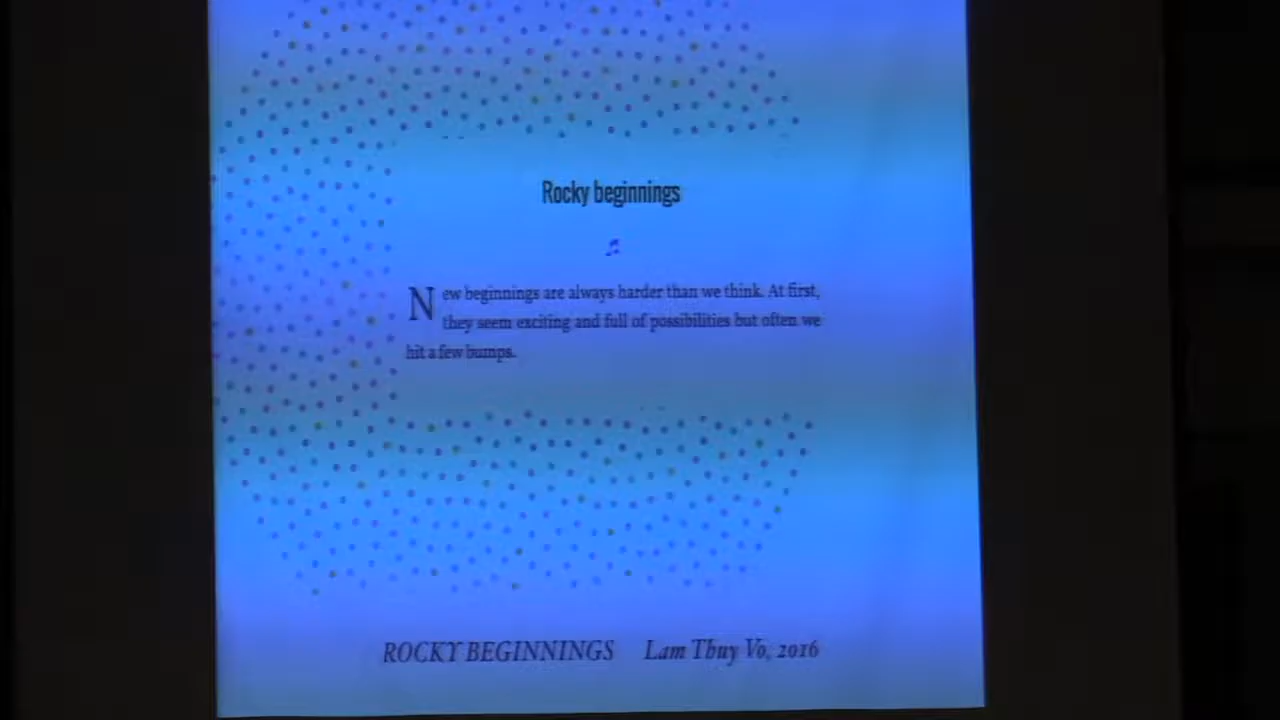 Rocky beginnings
New beginnings are always harder than we think. At first,
they seem exciting and full of possibilities but often we
hit a few bumps.
ROCKY BEGINNINGS Lam Thuy Vo, 2016